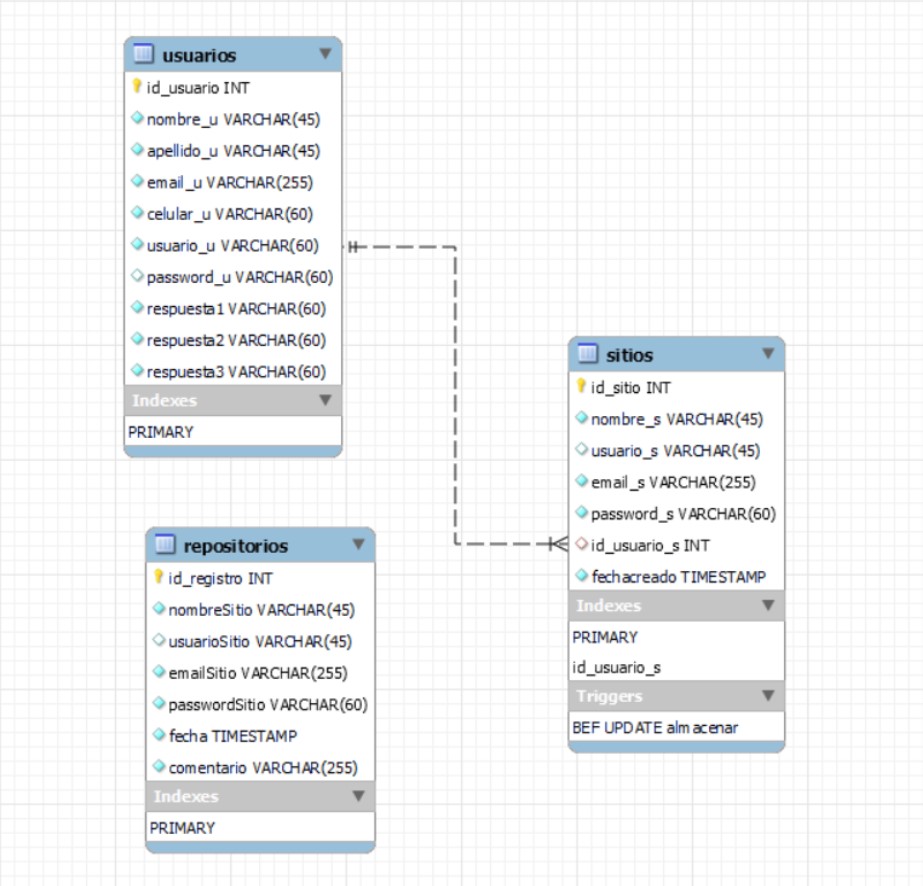 usuarios
id_usuario INT
nombre_u VARCHAR(45)
apellido_u VARCHAR(45)
email_u VARCHAR(255)
celular_u VARCHAR(60)
usuario_u VARCHAR(60)
password_u VARCHAR(60)
respuesta1 VARCHAR(60)
respuesta2 VARCHAR(60)
respuesta3 VARCHAR(60)
Indexes
PRIMARY
sitios
id_sitio INT
nombre_s VARCHAR(45)
usuario_s VARCHAR(45)
email_s VARCHAR(255)
password_s VARCHAR(60)
id_usuario_s INT
fechacreado TIMESTAMP
Indexes
PRIMARY
id_usuario_s
Triggers
BEF UPDATE almacenar
repositorios
id_registro INT
nombreSitio VARCHAR(45)
usuarioSitio VARCHAR(45)
emailSitio VARCHAR(255)
passwordSitio VARCHAR(60)
fecha TIMESTAMP
comentario VARCHAR(255)
Indexes
PRIMARY